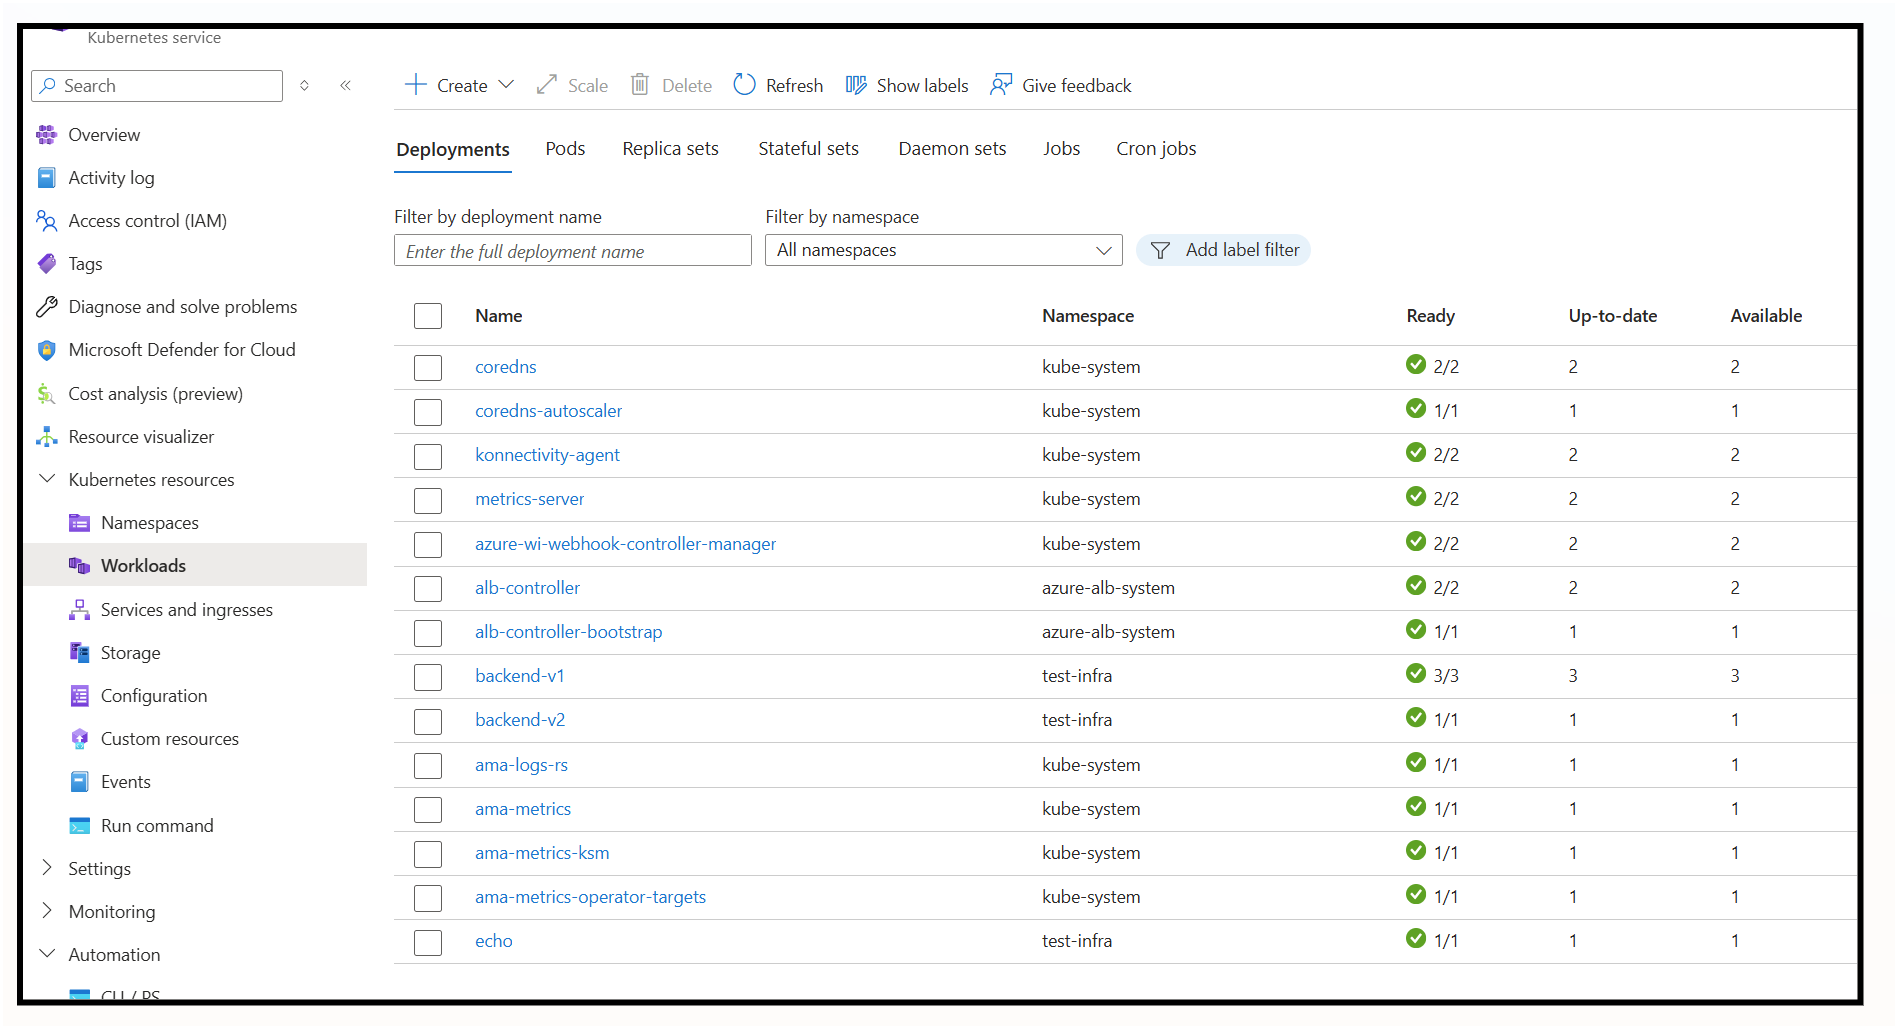 Kubernetes service
Search
Create Scale Delete Refresh Show labels Give feedback
Overview
Activity log
Access control (IAM)
Tags
Diagnose and solve problems
Microsoft Defender for Cloud
Cost analysis (preview)
Resource visualizer
Kubernetes resources
Namespaces
Workloads
Services and ingresses
Storage
Configuration
Custom resources
Events
Run command
Settings
Monitoring
Automation
CLI / PS
Deployments Pods Replica sets Stateful sets Daemon sets Jobs Cron jobs
Filter by deployment name Filter by namespace
Enter the full deployment name All namespaces Add label filter
Name Namespace Ready Up-to-date Available
coredns kube-system 2/2 2 2
coredns-autoscaler kube-system 1/1 1 1
konnectivity-agent kube-system 2/2 2 2
metrics-server kube-system 2/2 2 2
azure-wi-webhook-controller-manager kube-system 2/2 2 2
alb-controller azure-alb-system 2/2 2 2
alb-controller-bootstrap azure-alb-system 1/1 1 1
backend-v1 test-infra 3/3 3 3
backend-v2 test-infra 1/1 1 1
ama-logs-rs kube-system 1/1 1 1
ama-metrics kube-system 1/1 1 1
ama-metrics-ksm kube-system 1/1 1 1
ama-metrics-operator-targets kube-system 1/1 1 1
echo test-infra 1/1 1 1